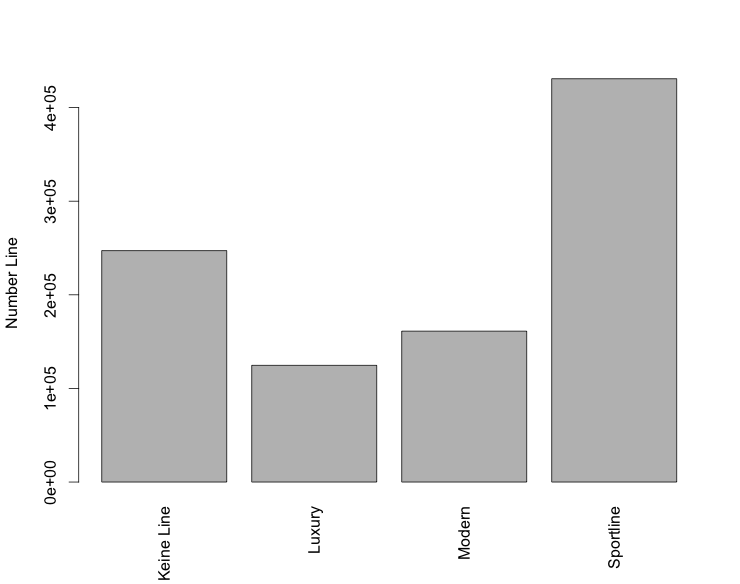 Number Line
4e+05
3e+05
2e+05
1e+05
0e+00
Keine Line
Luxury
Modern
Sportline